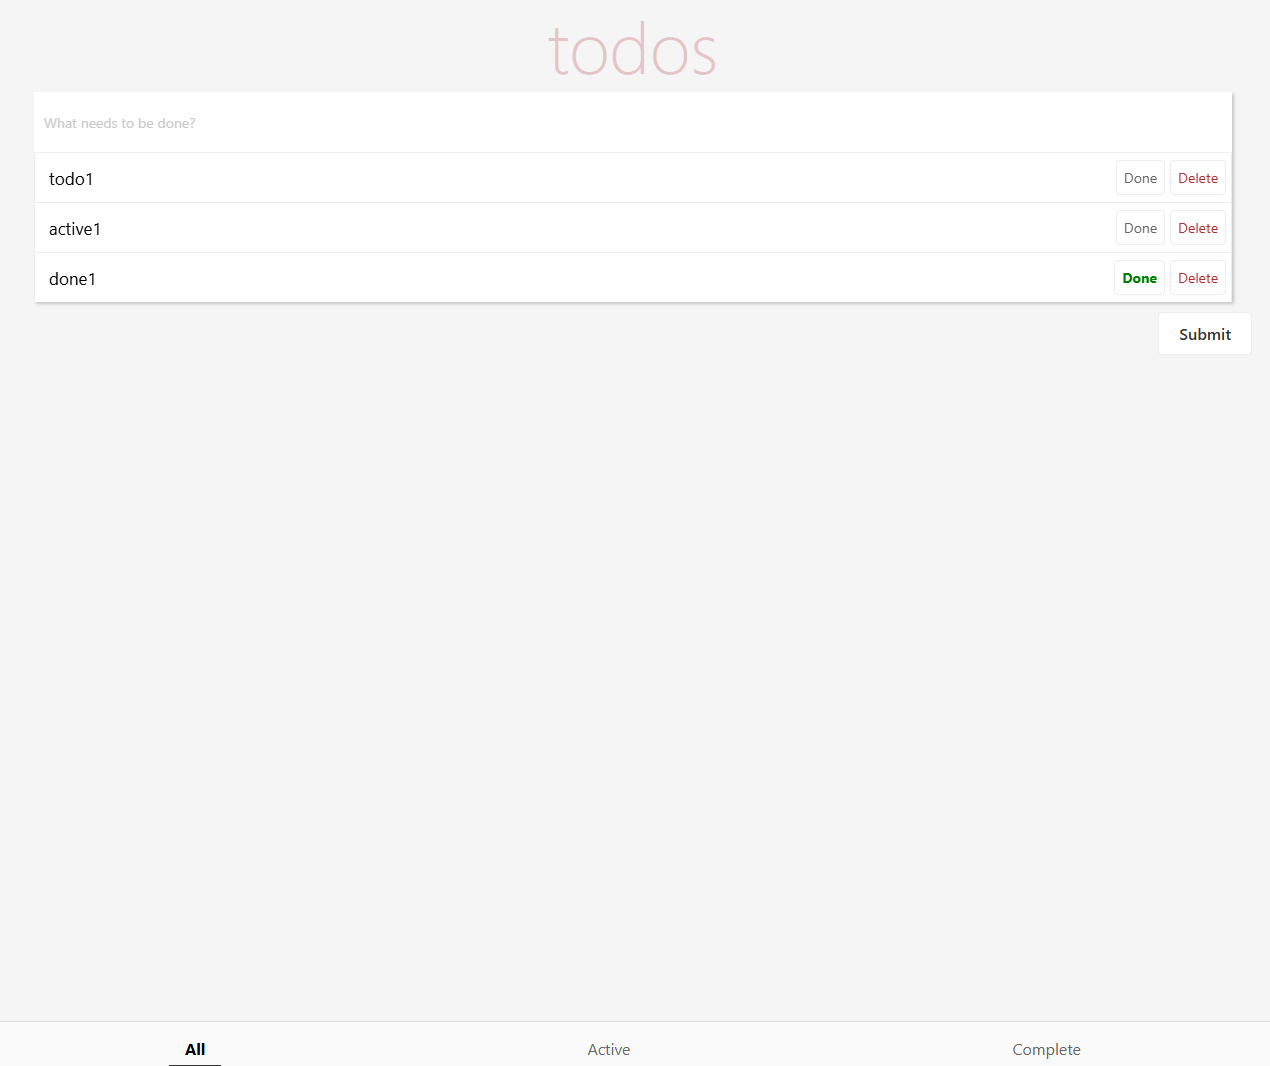 todos
What needs to be done?
todo1 Done Delete
active1 Done Delete
done1 Done Delete
Submit
All Active Complete